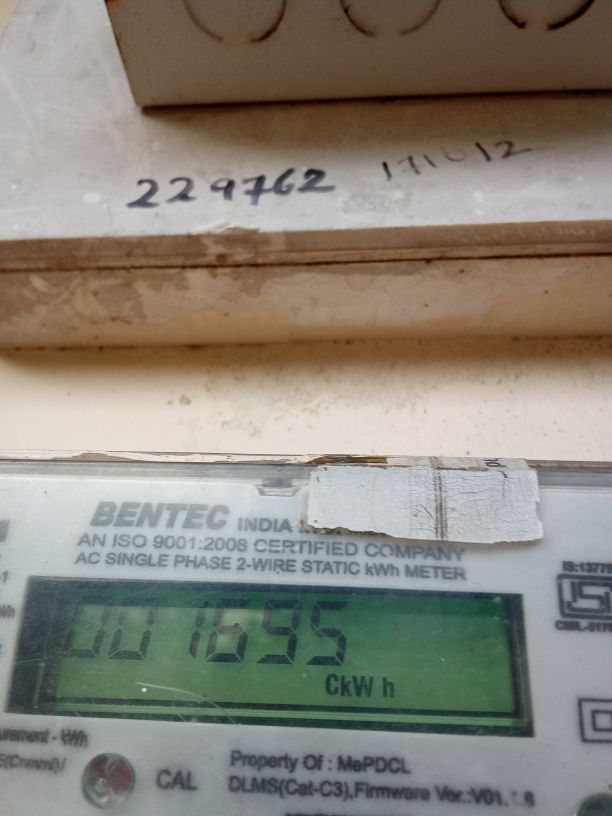 229762 171012
BENTEC INDIA
AN ISO 9001:2008 CERTIFIED COMPANY
AC SINGLE PHASE 2-WIRE STATIC kWh METER
001695
CkW h
CAL
Property Of : MePDCL
DLMS(Cat-C3),Firmware Ver.:V01.